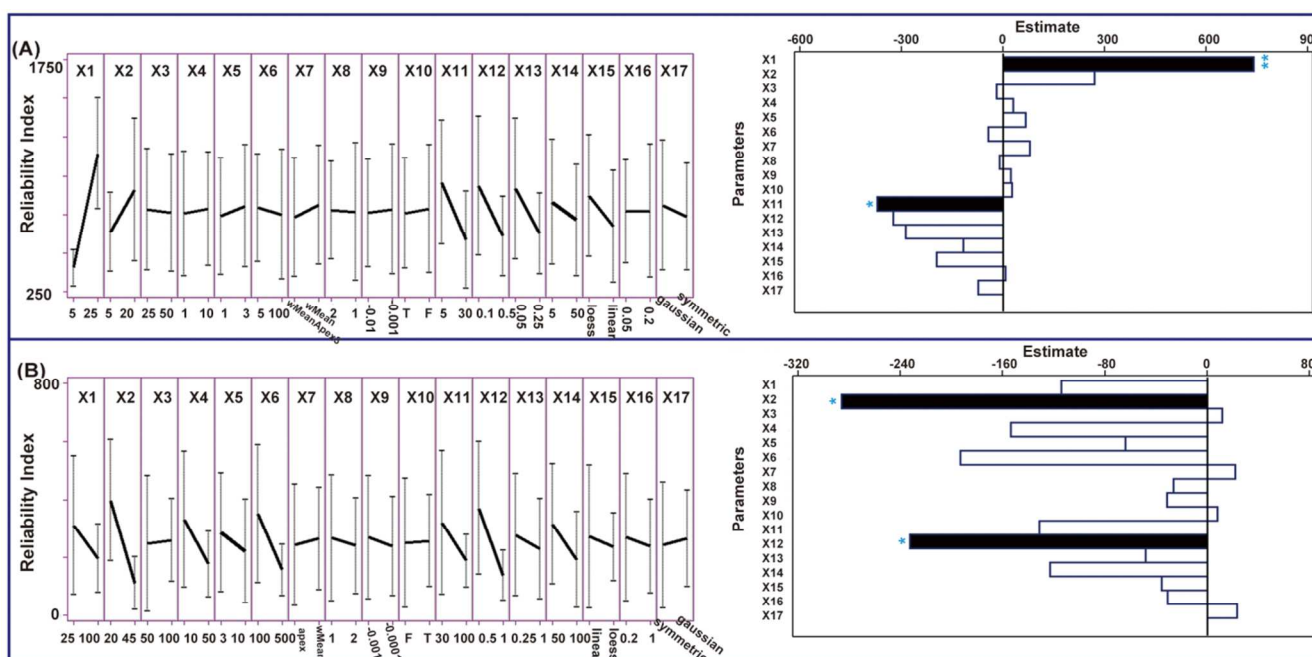 (A)
Reliability Index
1750
250
X1 X2 X3 X4 X5 X6 X7 X8 X9 X10 X11 X12 X13 X14 X15 X16 X17
5 25 5 20 25 50 1 10 1 3 5 100 wMeanApex3 wMean 2 1 -0.01 -0.001 T F 5 30 0.1 0.5 0.05 0.25 5 50 loess linear 0.05 0.2 gaussian symmetric
Estimate
-600 -300 0 300 600
Parameters
X1
**
X2
X3
X4
X5
X6
X7
X8
X9
X10
X11
*
X12
X13
X14
X15
X16
X17
(B)
Reliability Index
800
0
X1 X2 X3 X4 X5 X6 X7 X8 X9 X10 X11 X12 X13 X14 X15 X16 X17
25 100 20 45 50 100 10 50 3 10 100 500 apex wMean 1 2 -0.001 F T 30 100 0.5 1 0.25 1 50 100 linear loess 0.2 1 symmetric gaussian
Estimate
-320 -240 -160 -80 0 80
Parameters
X1
X2
*
X3
X4
X5
X6
X7
X8
X9
X10
X11
X12
*
X13
X14
X15
X16
X17